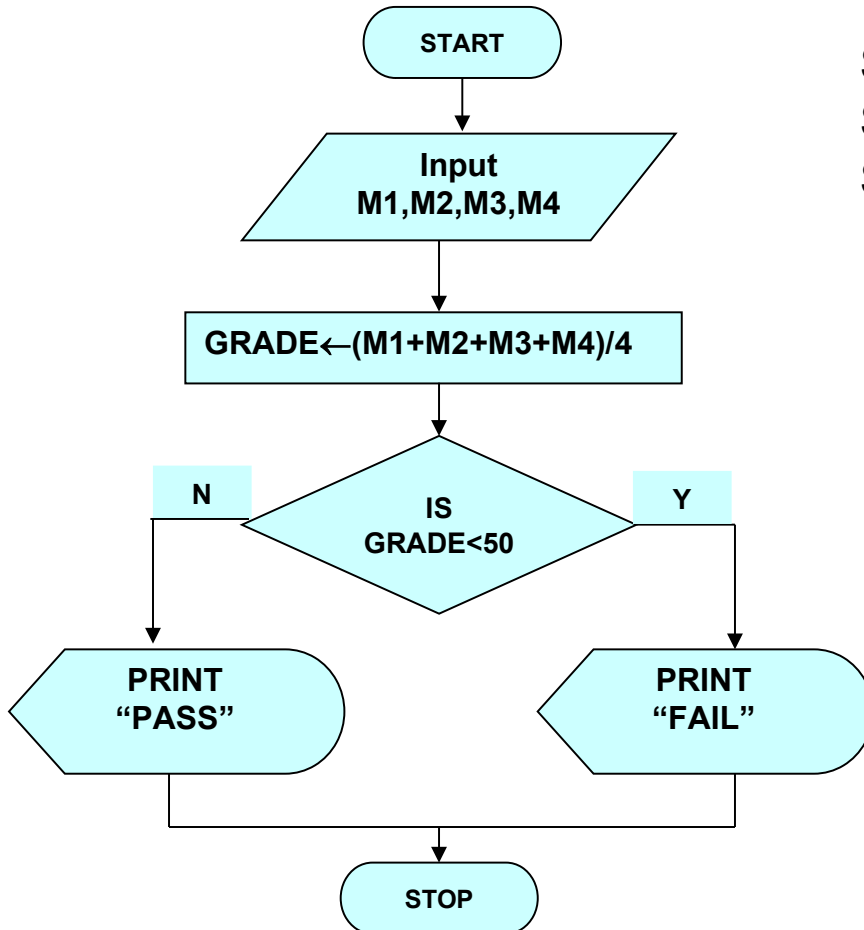 START
Input
M1,M2,M3,M4
GRADE←(M1+M2+M3+M4)/4
N
IS
GRADE<50
Y
PRINT
“PASS”
PRINT
“FAIL”
STOP